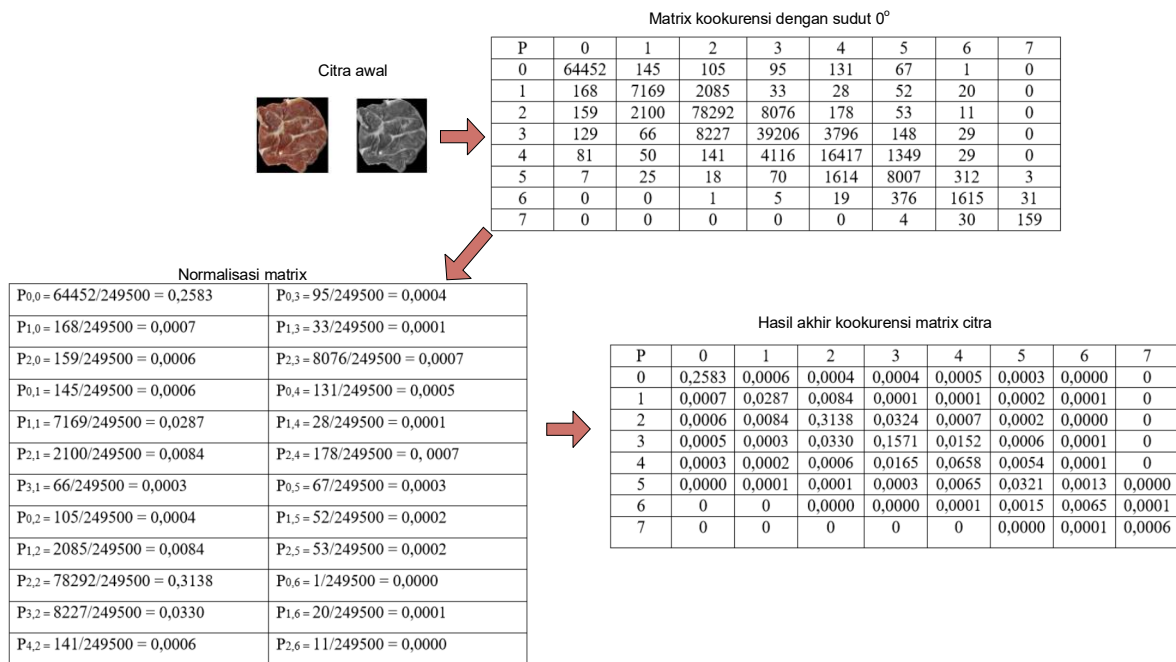 Citra awal
Matrix kookurensi dengan sudut 0°
P 0 1 2 3 4 5 6 7
0 64452 145 105 95 131 67 1 0
1 168 7169 2085 33 28 52 20 0
2 159 2100 78292 8076 178 53 11 0
3 129 66 8227 39206 3796 148 29 0
4 81 50 141 4116 16417 1349 29 0
5 7 25 18 70 1614 8007 312 3
6 0 0 1 5 19 376 1615 31
7 0 0 0 0 0 4 30 159
Normalisasi matrix
P0,0 = 64452/249500 = 0,2583 P0,3 = 95/249500 = 0,0004
P1,0 = 168/249500 = 0,0007 P1,3 = 33/249500 = 0,0001
P2,0 = 159/249500 = 0,0006 P2,3 = 8076/249500 = 0,0007
P0,1 = 145/249500 = 0,0006 P0,4 = 131/249500 = 0,0005
P1,1 = 7169/249500 = 0,0287 P1,4 = 28/249500 = 0,0001
P2,1 = 2100/249500 = 0,0084 P2,4 = 178/249500 = 0, 0007
P3,1 = 66/249500 = 0,0003 P0,5 = 67/249500 = 0,0003
P0,2 = 105/249500 = 0,0004 P1,5 = 52/249500 = 0,0002
P1,2 = 2085/249500 = 0,0084 P2,5 = 53/249500 = 0,0002
P2,2 = 78292/249500 = 0,3138 P0,6 = 1/249500 = 0,0000
P3,2 = 8227/249500 = 0,0330 P1,6 = 20/249500 = 0,0001
P4,2 = 141/249500 = 0,0006 P2,6 = 11/249500 = 0,0000
Hasil akhir kookurensi matrix citra
P 0 1 2 3 4 5 6 7
0 0,2583 0,0006 0,0004 0,0004 0,0005 0,0003 0,0000 0
1 0,0007 0,0287 0,0084 0,0001 0,0001 0,0002 0,0001 0
2 0,0006 0,0084 0,3138 0,0324 0,0007 0,0002 0,0000 0
3 0,0005 0,0003 0,0330 0,1571 0,0152 0,0006 0,0001 0
4 0,0003 0,0002 0,0006 0,0165 0,0658 0,0054 0,0001 0
5 0,0000 0,0001 0,0001 0,0003 0,0065 0,0321 0,0013 0,0000
6 0 0 0,0000 0,0000 0,0001 0,0015 0,0065 0,0001
7 0 0 0 0 0 0,0000 0,0001 0,0006